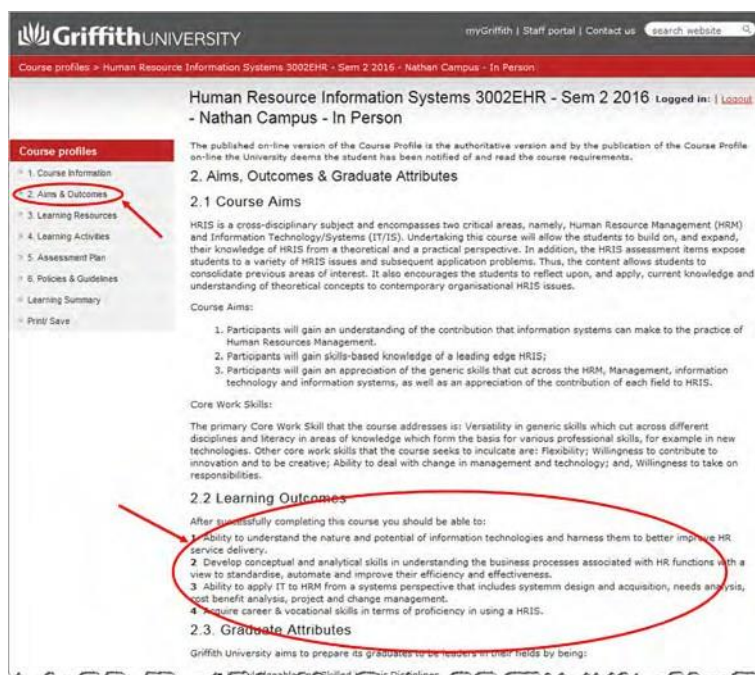 Griffith UNIVERSITY
myGriffith | Staff portal | Contact us
search website
Course profiles > Human Resource Information Systems 3002EHR - Sem 2 2016 - Nathan Campus - In Person
Human Resource Information Systems 3002EHR - Sem 2 2016
Logged in: | Logout
- Nathan Campus - In Person
Course profiles
1. Course Information
2. Aims & Outcomes
3. Learning Resources
4. Learning Activities
5. Assessment Plan
6. Policies & Guidelines
Learning Summary
Print/ Save
The published on-line version of the Course Profile is the authoritative version and by the publication of the Course Profile
on-line the University deems the student has been notified of and read the course requirements.
2. Aims, Outcomes & Graduate Attributes
2.1 Course Aims
HRIS is a cross-disciplinary subject and encompasses two critical areas, namely, Human Resource Management (HRM)
and Information Technology/Systems (IT/IS). Undertaking this course will allow the students to build on, and expand,
their knowledge of HRIS from a theoretical and a practical perspective. In addition, the HRIS assessment items expose
students to a variety of HRIS issues and subsequent application problems. Thus, the content allows students to
consolidate previous areas of interest. It also encourages the students to reflect upon, and apply, current knowledge and
understanding of theoretical concepts to contemporary organisational HRIS issues.
Course Aims:
1. Participants will gain an understanding of the contribution that information systems can make to the practice of
Human Resources Management.
2. Participants will gain skills-based knowledge of a leading edge HRIS;
3. Participants will gain an appreciation of the generic skills that cut across the HRM, Management, information
technology and information systems, as well as an appreciation of the contribution of each field to HRIS.
Core Work Skills:
The primary Core Work Skill that the course addresses is: Versatility in generic skills which cut across different
disciplines and literacy in areas of knowledge which form the basis for various professional skills, for example in new
technologies. Other core work skills that the course seeks to inculcate are: Flexibility; Willingness to contribute to
innovation and to be creative; Ability to deal with change in management and technology; and, Willingness to take on
responsibilities.
2.2 Learning Outcomes
After successfully completing this course you should be able to:
1 Ability to understand the nature and potential of information technologies and harness them to better improve HR
service delivery.
2 Develop conceptual and analytical skills in understanding the business processes associated with HR functions with a
view to standardise, automate and improve their efficiency and effectiveness.
3 Ability to apply IT to HRM from a systems perspective that includes systemm design and acquisition, needs analysis,
cost benefit analysis, project and change management.
4 Acquire career & vocational skills in terms of proficiency in using a HRIS.
2.3. Graduate Attributes
Griffith University aims to prepare its graduates to be leaders in their fields by being: